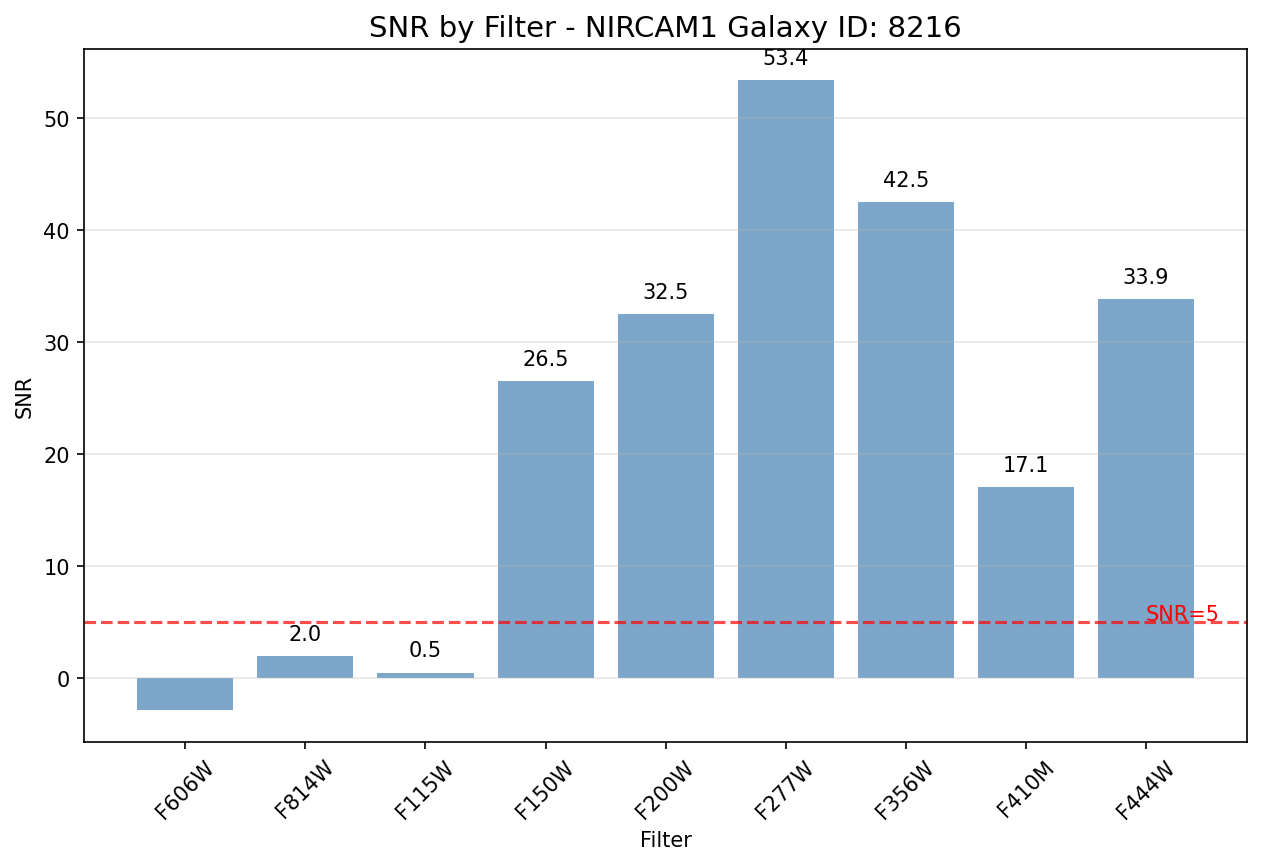 SNR by Filter - NIRCAM1 Galaxy ID: 8216
53.4
50
42.5
40
33.9
32.5
30
26.5
SNR
20
17.1
10
SNR=5
2.0
0.5
0
F606W
F814W
F115W
F150W
F200W
F277W
F356W
F410M
F444W
Filter